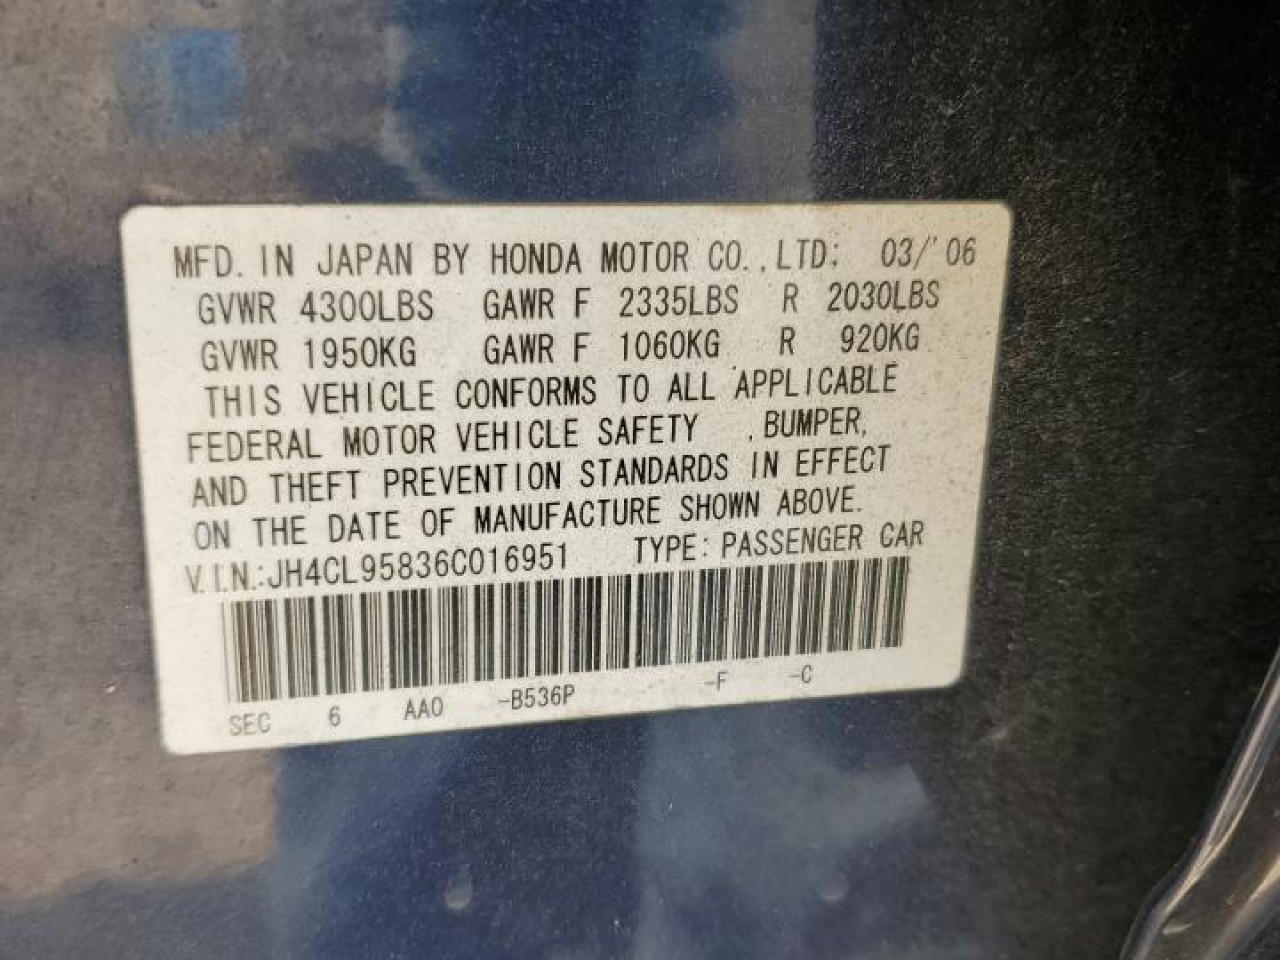 MFD. IN JAPAN BY HONDA MOTOR CO., LTD: 03/'06
GVWR 4300LBS GAWR F 2335LBS R 2030LBS
GVWR 1950KG GAWR F 1060KG R 920KG
THIS VEHICLE CONFORMS TO ALL APPLICABLE
FEDERAL MOTOR VEHICLE SAFETY , BUMPER,
AND THEFT PREVENTION STANDARDS IN EFFECT
ON THE DATE OF MANUFACTURE SHOWN ABOVE.
V.I.N.:JH4CL95836C016951 TYPE: PASSENGER CAR
SEC 6 AAO -B536P -F -C